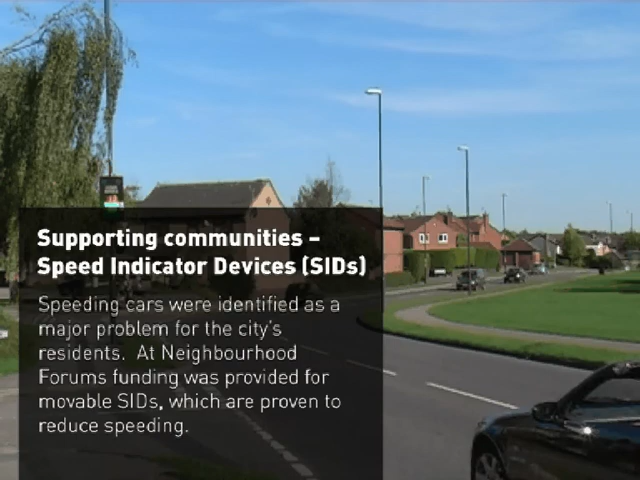 Supporting communities –
Speed Indicator Devices (SIDs)
Speeding cars were identified as a
major problem for the city's
residents.  At Neighbourhood
Forums funding was provided for
movable SIDs, which are proven to
reduce speeding.